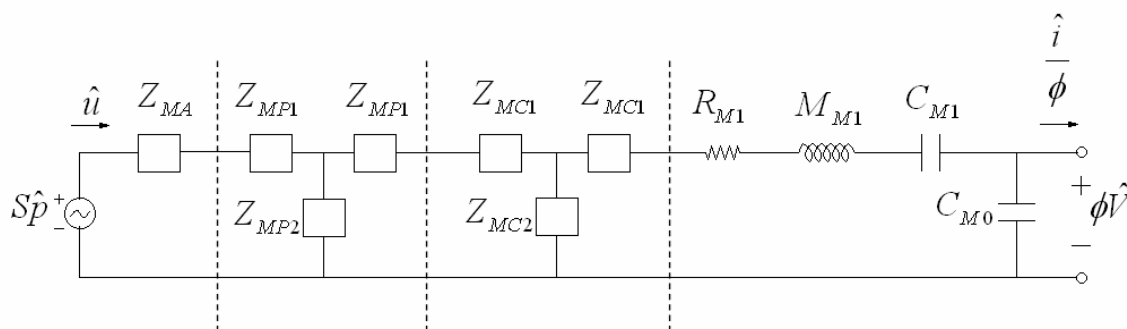 û Z_MA Z_MP1 Z_MP1 Z_MC1 Z_MC1 R_M1 M_M1 C_M1 î/ϕ
Sp̂ + - Z_MP2 Z_MC2 C_M0 + ϕV̂ -